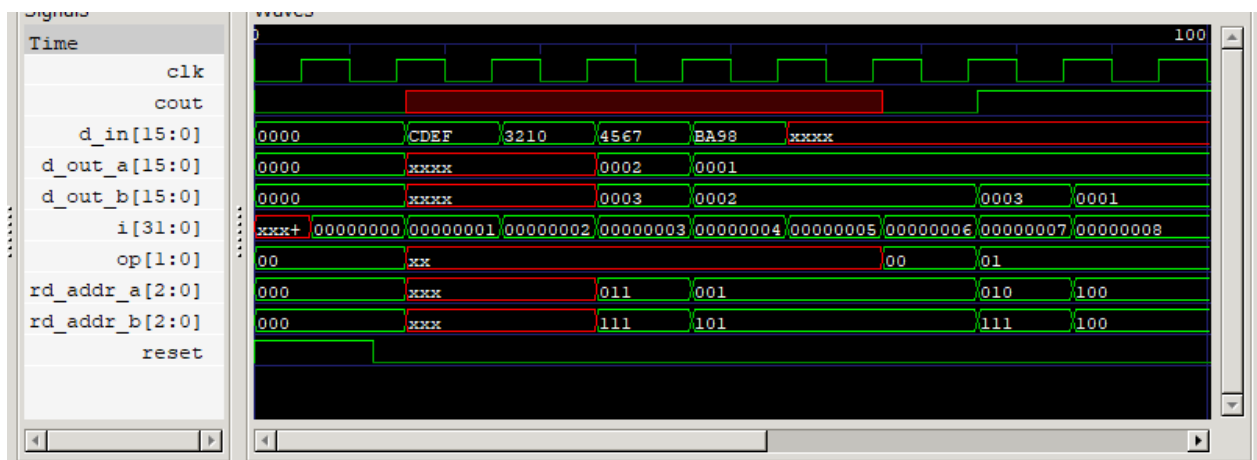 Signals Waves
Time 0 100
clk
cout
d_in[15:0] 0000 CDEF 3210 4567 BA98 xxxx
d_out_a[15:0] 0000 xxxx 0002 0001
d_out_b[15:0] 0000 xxxx 0003 0002 0003 0001
i[31:0] xxx+ 00000000 00000001 00000002 00000003 00000004 00000005 00000006 00000007 00000008
op[1:0] 00 xx 00 01
rd_addr_a[2:0] 000 xxx 011 001 010 100
rd_addr_b[2:0] 000 xxx 111 101 111 100
reset